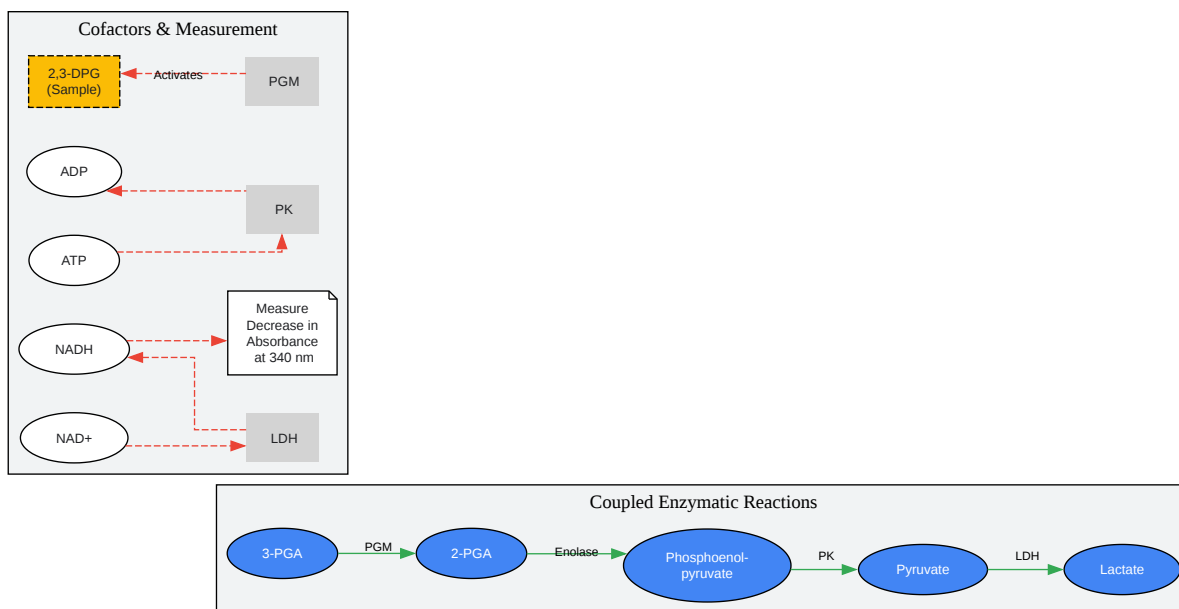 Cofactors & Measurement
2,3-DPG
(Sample)
Activates
PGM
ADP
PK
ATP
Measure
Decrease in
Absorbance
at 340 nm
NADH
NAD+
LDH
Coupled Enzymatic Reactions
3-PGA
PGM
2-PGA
Enolase
Phosphoenol-
pyruvate
PK
Pyruvate
LDH
Lactate